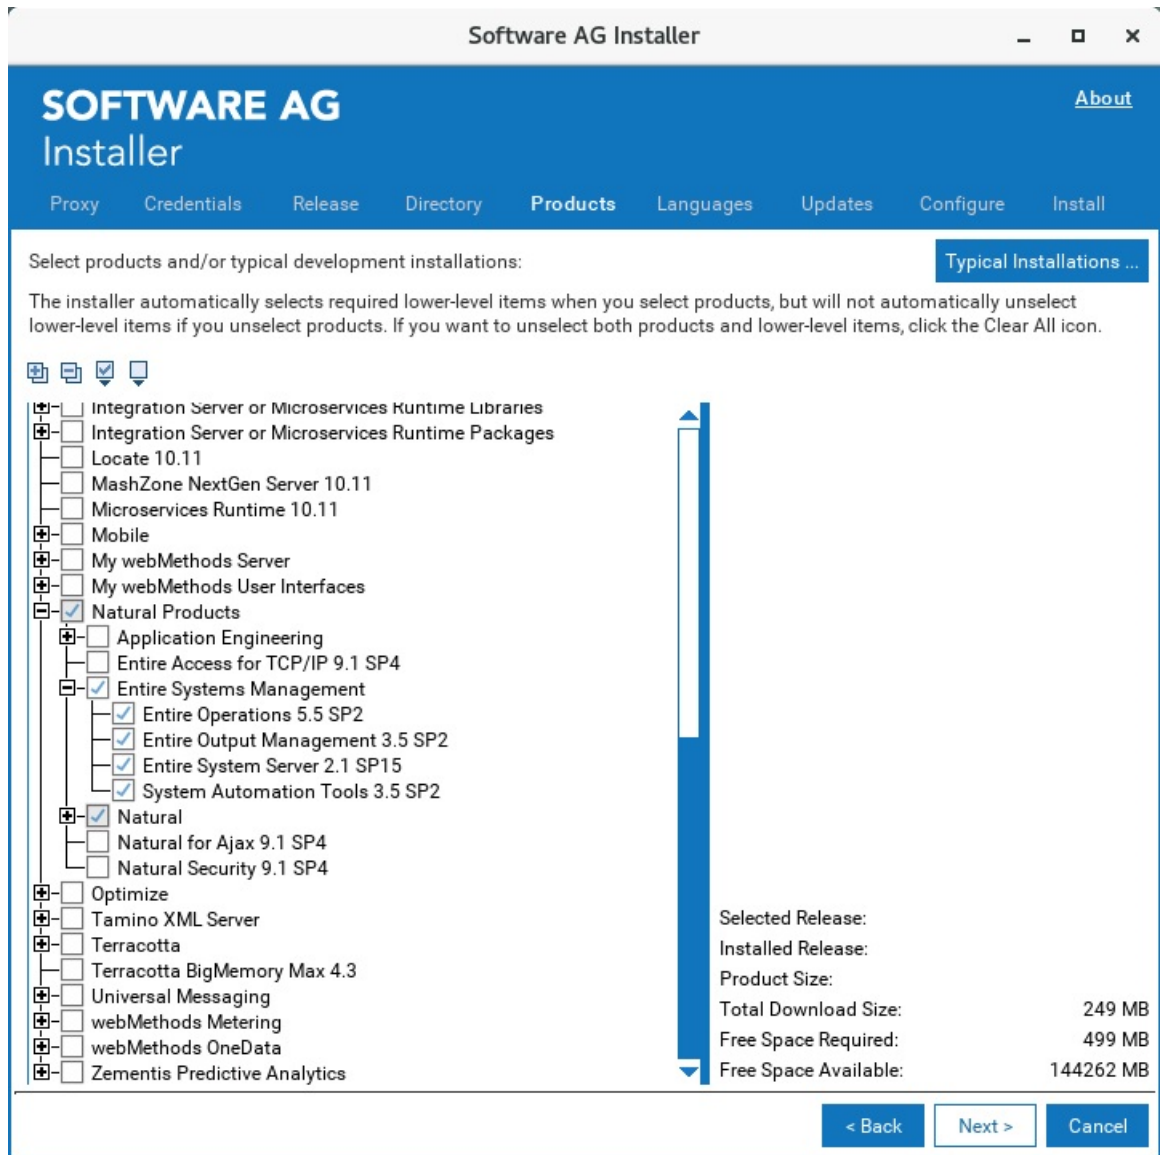 Software AG Installer
SOFTWARE AG
Installer
About
Proxy Credentials Release Directory Products Languages Updates Configure Install
Select products and/or typical development installations:
Typical Installations ...
The installer automatically selects required lower-level items when you select products, but will not automatically unselect
lower-level items if you unselect products. If you want to unselect both products and lower-level items, click the Clear All icon.
Integration Server or Microservices Runtime Libraries
Integration Server or Microservices Runtime Packages
Locate 10.11
MashZone NextGen Server 10.11
Microservices Runtime 10.11
Mobile
My webMethods Server
My webMethods User Interfaces
Natural Products
Application Engineering
Entire Access for TCP/IP 9.1 SP4
Entire Systems Management
Entire Operations 5.5 SP2
Entire Output Management 3.5 SP2
Entire System Server 2.1 SP15
System Automation Tools 3.5 SP2
Natural
Natural for Ajax 9.1 SP4
Natural Security 9.1 SP4
Optimize
Tamino XML Server
Terracotta
Terracotta BigMemory Max 4.3
Universal Messaging
webMethods Metering
webMethods OneData
Zementis Predictive Analytics
Selected Release:
Installed Release:
Product Size:
Total Download Size: 249 MB
Free Space Required: 499 MB
Free Space Available: 144262 MB
< Back
Next >
Cancel